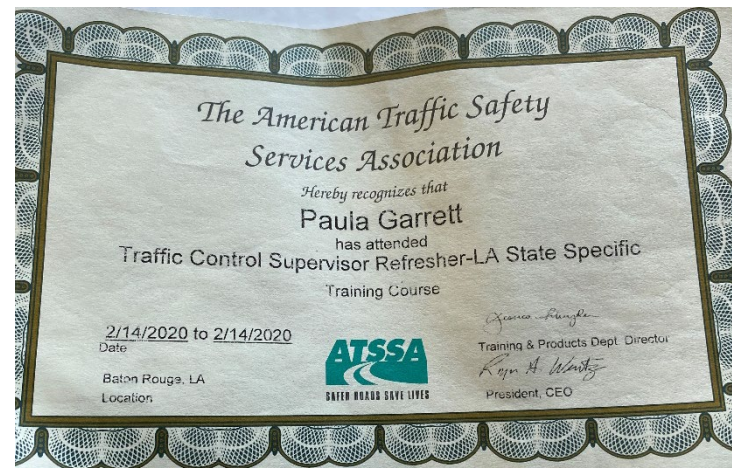 The American Traffic Safety
Services Association
Hereby recognizes that
Paula Garrett
has attended
Traffic Control Supervisor Refresher-LA State Specific
Training Course
2/14/2020 to 2/14/2020
Date
Baton Rouge, LA
Location
ATSSA
SAFER ROADS SAVE LIVES
Training & Products Dept. Director
President, CEO